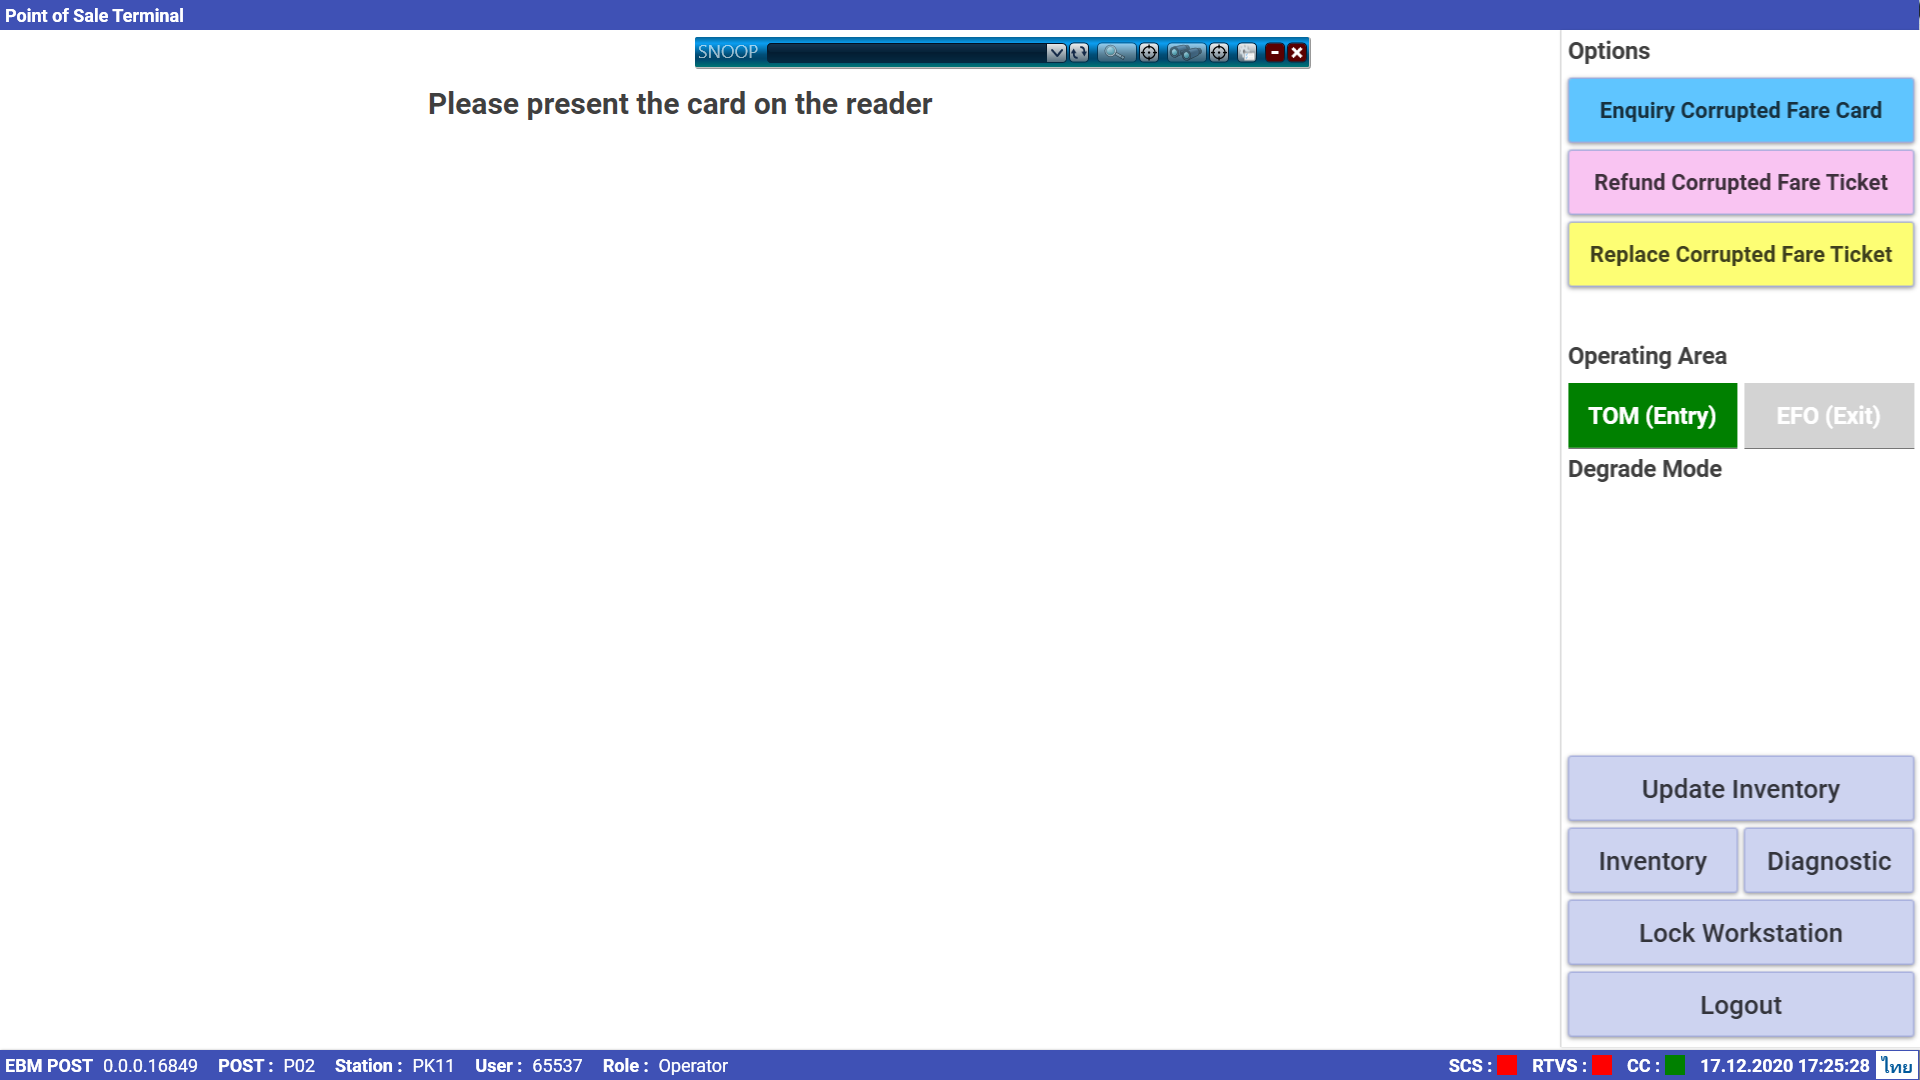 Point of Sale Terminal
SNOOP
Please present the card on the reader
Options
Enquiry Corrupted Fare Card
Refund Corrupted Fare Ticket
Replace Corrupted Fare Ticket
Operating Area
TOM (Entry) EFO (Exit)
Degrade Mode
Update Inventory
Inventory Diagnostic
Lock Workstation
Logout
EBM POST 0.0.0.16849 POST : P02 Station : PK11 User : 65537 Role : Operator SCS : RTVS : CC : 17.12.2020 17:25:28 ไทย